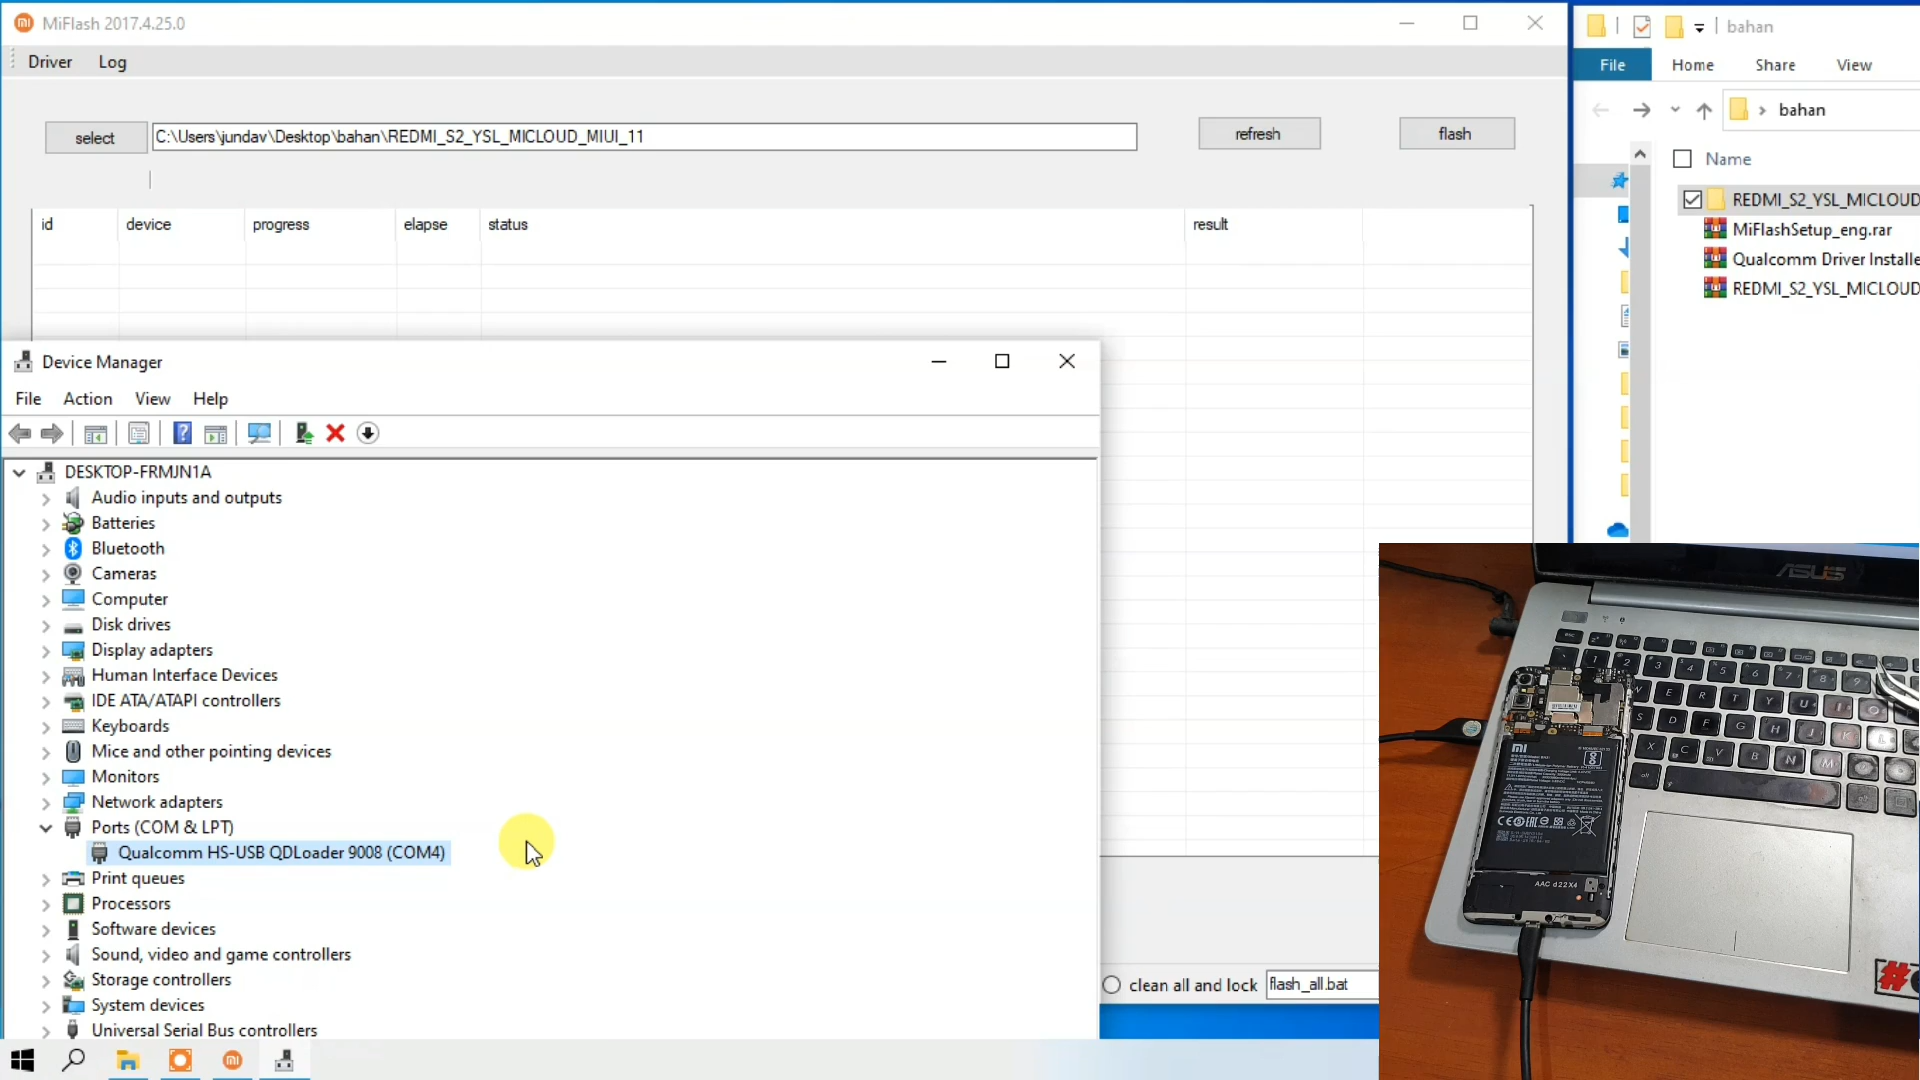 MiFlash 2017.4.25.0
Driver Log
select C:\Users\jundav\Desktop\bahan\REDMI_S2_YSL_MICLOUD_MIUI_11 refresh flash
id device progress elapse status result
Device Manager
File Action View Help
DESKTOP-FRMJN1A
Audio inputs and outputs
Batteries
Bluetooth
Cameras
Computer
Disk drives
Display adapters
Human Interface Devices
IDE ATA/ATAPI controllers
Keyboards
Mice and other pointing devices
Monitors
Network adapters
Ports (COM & LPT)
Qualcomm HS-USB QDLoader 9008 (COM4)
Print queues
Processors
Software devices
Sound, video and game controllers
Storage controllers
System devices
Universal Serial Bus controllers
clean all and lock flash_all.bat
bahan
File Home Share View
bahan
Name
REDMI_S2_YSL_MICLOUD
MiFlashSetup_eng.rar
Qualcomm Driver Installe
REDMI_S2_YSL_MICLOUD
ASUS
mi
AAC d22X4